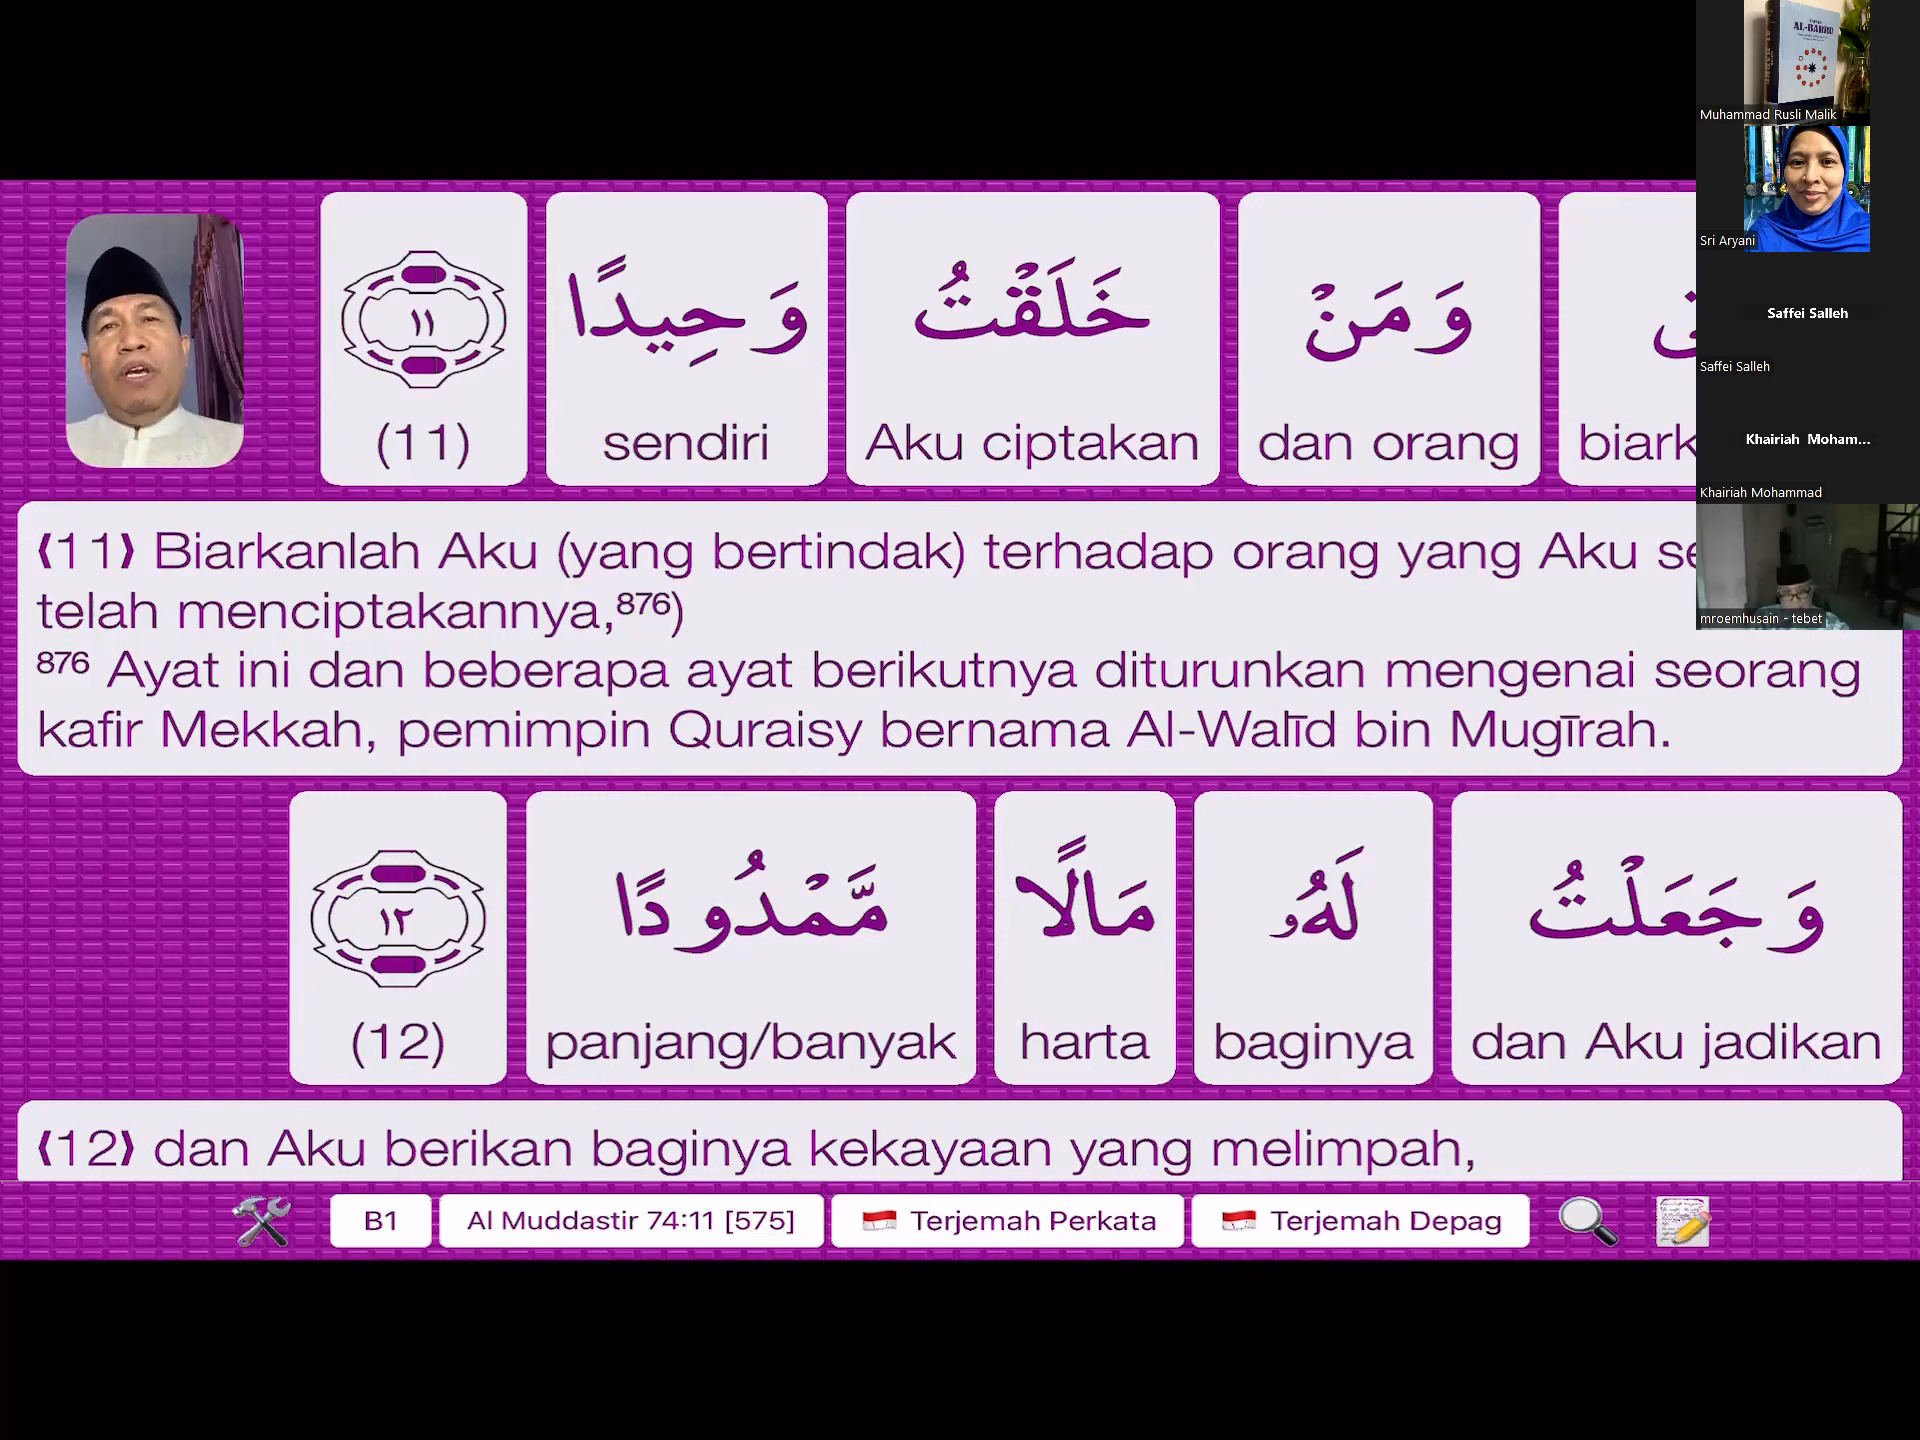 وَحِيدًا خَلَقْتُ وَمَنْ
١١
(11) sendiri Aku ciptakan dan orang biark
⟨11⟩ Biarkanlah Aku (yang bertindak) terhadap orang yang Aku se
telah menciptakannya,⁸⁷⁶)
⁸⁷⁶ Ayat ini dan beberapa ayat berikutnya diturunkan mengenai seorang
kafir Mekkah, pemimpin Quraisy bernama Al-Walīd bin Mugīrah.
وَجَعَلْتُ لَهُۥ مَالًا مَّمْدُودًا
١٢
(12) panjang/banyak harta baginya dan Aku jadikan
⟨12⟩ dan Aku berikan baginya kekayaan yang melimpah,
B1 Al Muddastir 74:11 [575] Terjemah Perkata Terjemah Depag
AL-BARRU
Muhammad Rusli Malik
Sri Aryani
Saffei Salleh
Saffei Salleh
Khairiah Moham...
Khairiah Mohammad
mroemhusain - tebet